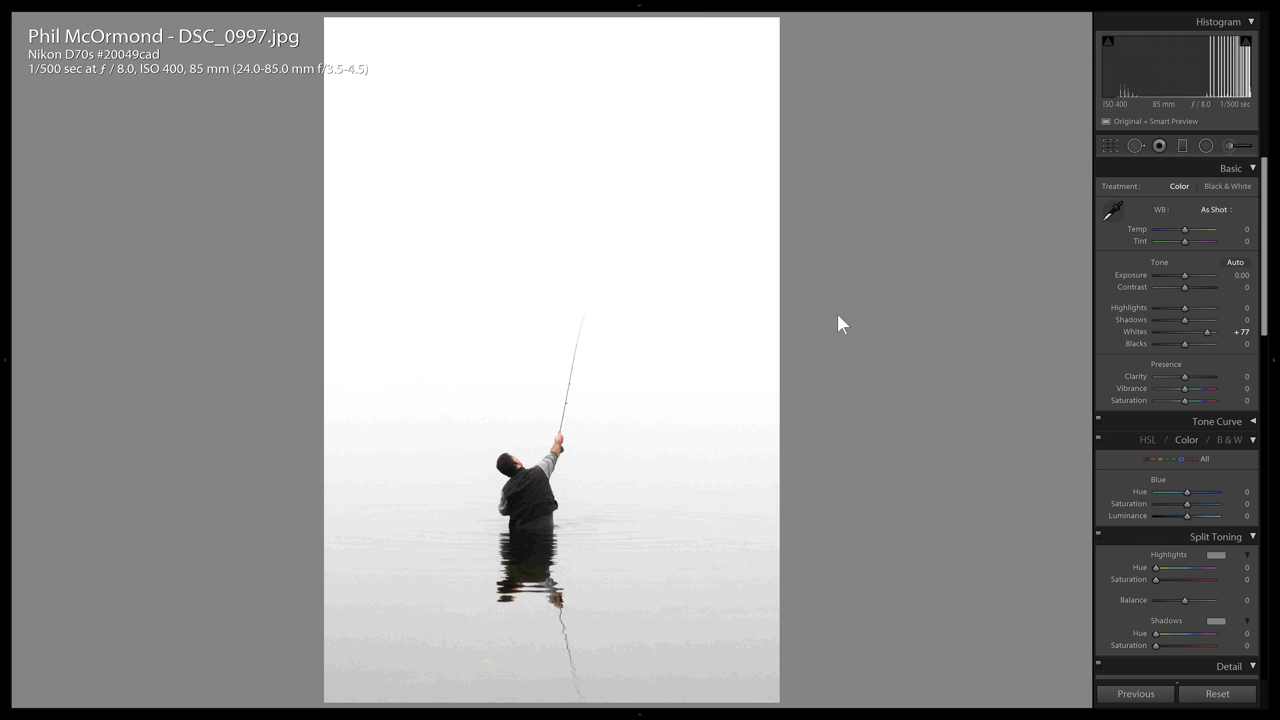 Phil McOrmond - DSC_0997.jpg
Nikon D70s #20049cad
1/500 sec at ƒ / 8.0, ISO 400, 85 mm (24.0-85.0 mm f/3.5-4.5)
Histogram
ISO 400 85 mm ƒ / 8.0 1/500 sec
Original + Smart Preview
Basic
Treatment : Color | Black & White
WB : As Shot
Temp 0
Tint 0
Tone Auto
Exposure 0.00
Contrast 0
Highlights 0
Shadows 0
Whites + 77
Blacks 0
Presence
Clarity 0
Vibrance 0
Saturation 0
Tone Curve
HSL / Color / B & W
All
Blue
Hue 0
Saturation 0
Luminance 0
Split Toning
Highlights
Hue 0
Saturation 0
Balance 0
Shadows
Hue 0
Saturation 0
Detail
Previous Reset